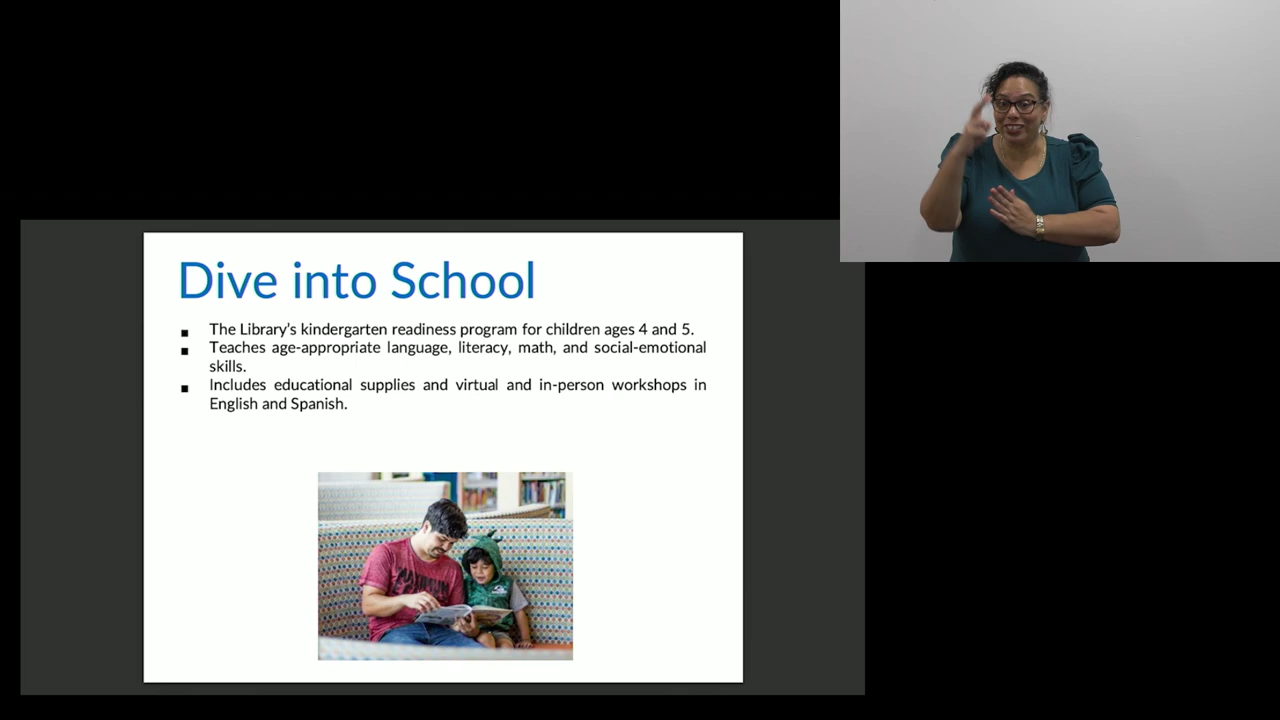 Dive into School
▪ The Library's kindergarten readiness program for children ages 4 and 5.
▪ Teaches age-appropriate language, literacy, math, and social-emotional
skills.
▪ Includes educational supplies and virtual and in-person workshops in
English and Spanish.